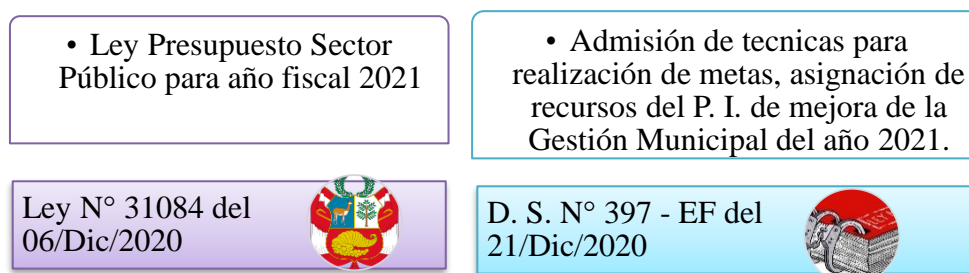 • Ley Presupuesto Sector
Público para año fiscal 2021
Ley N° 31084 del
06/Dic/2020
• Admisión de tecnicas para
realización de metas, asignación de
recursos del P. I. de mejora de la
Gestión Municipal del año 2021.
D. S. N° 397 - EF del
21/Dic/2020